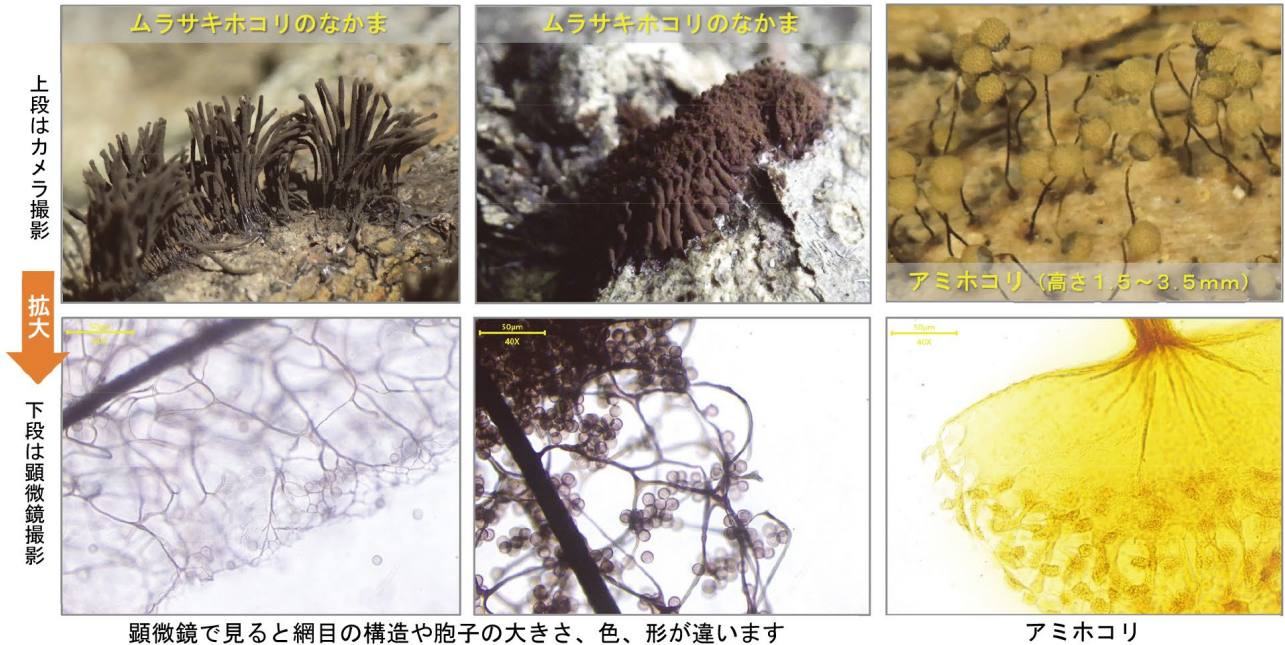 ムラサキホコリのなかま
ムラサキホコリのなかま
上段はカメラ撮影
アミホコリ（高さ1.5～3.5mm）
拡大
50μm
40X
50μm
40X
50μm
40X
下段は顕微鏡撮影
顕微鏡で見ると網目の構造や胞子の大きさ、色、形が違います
アミホコリ